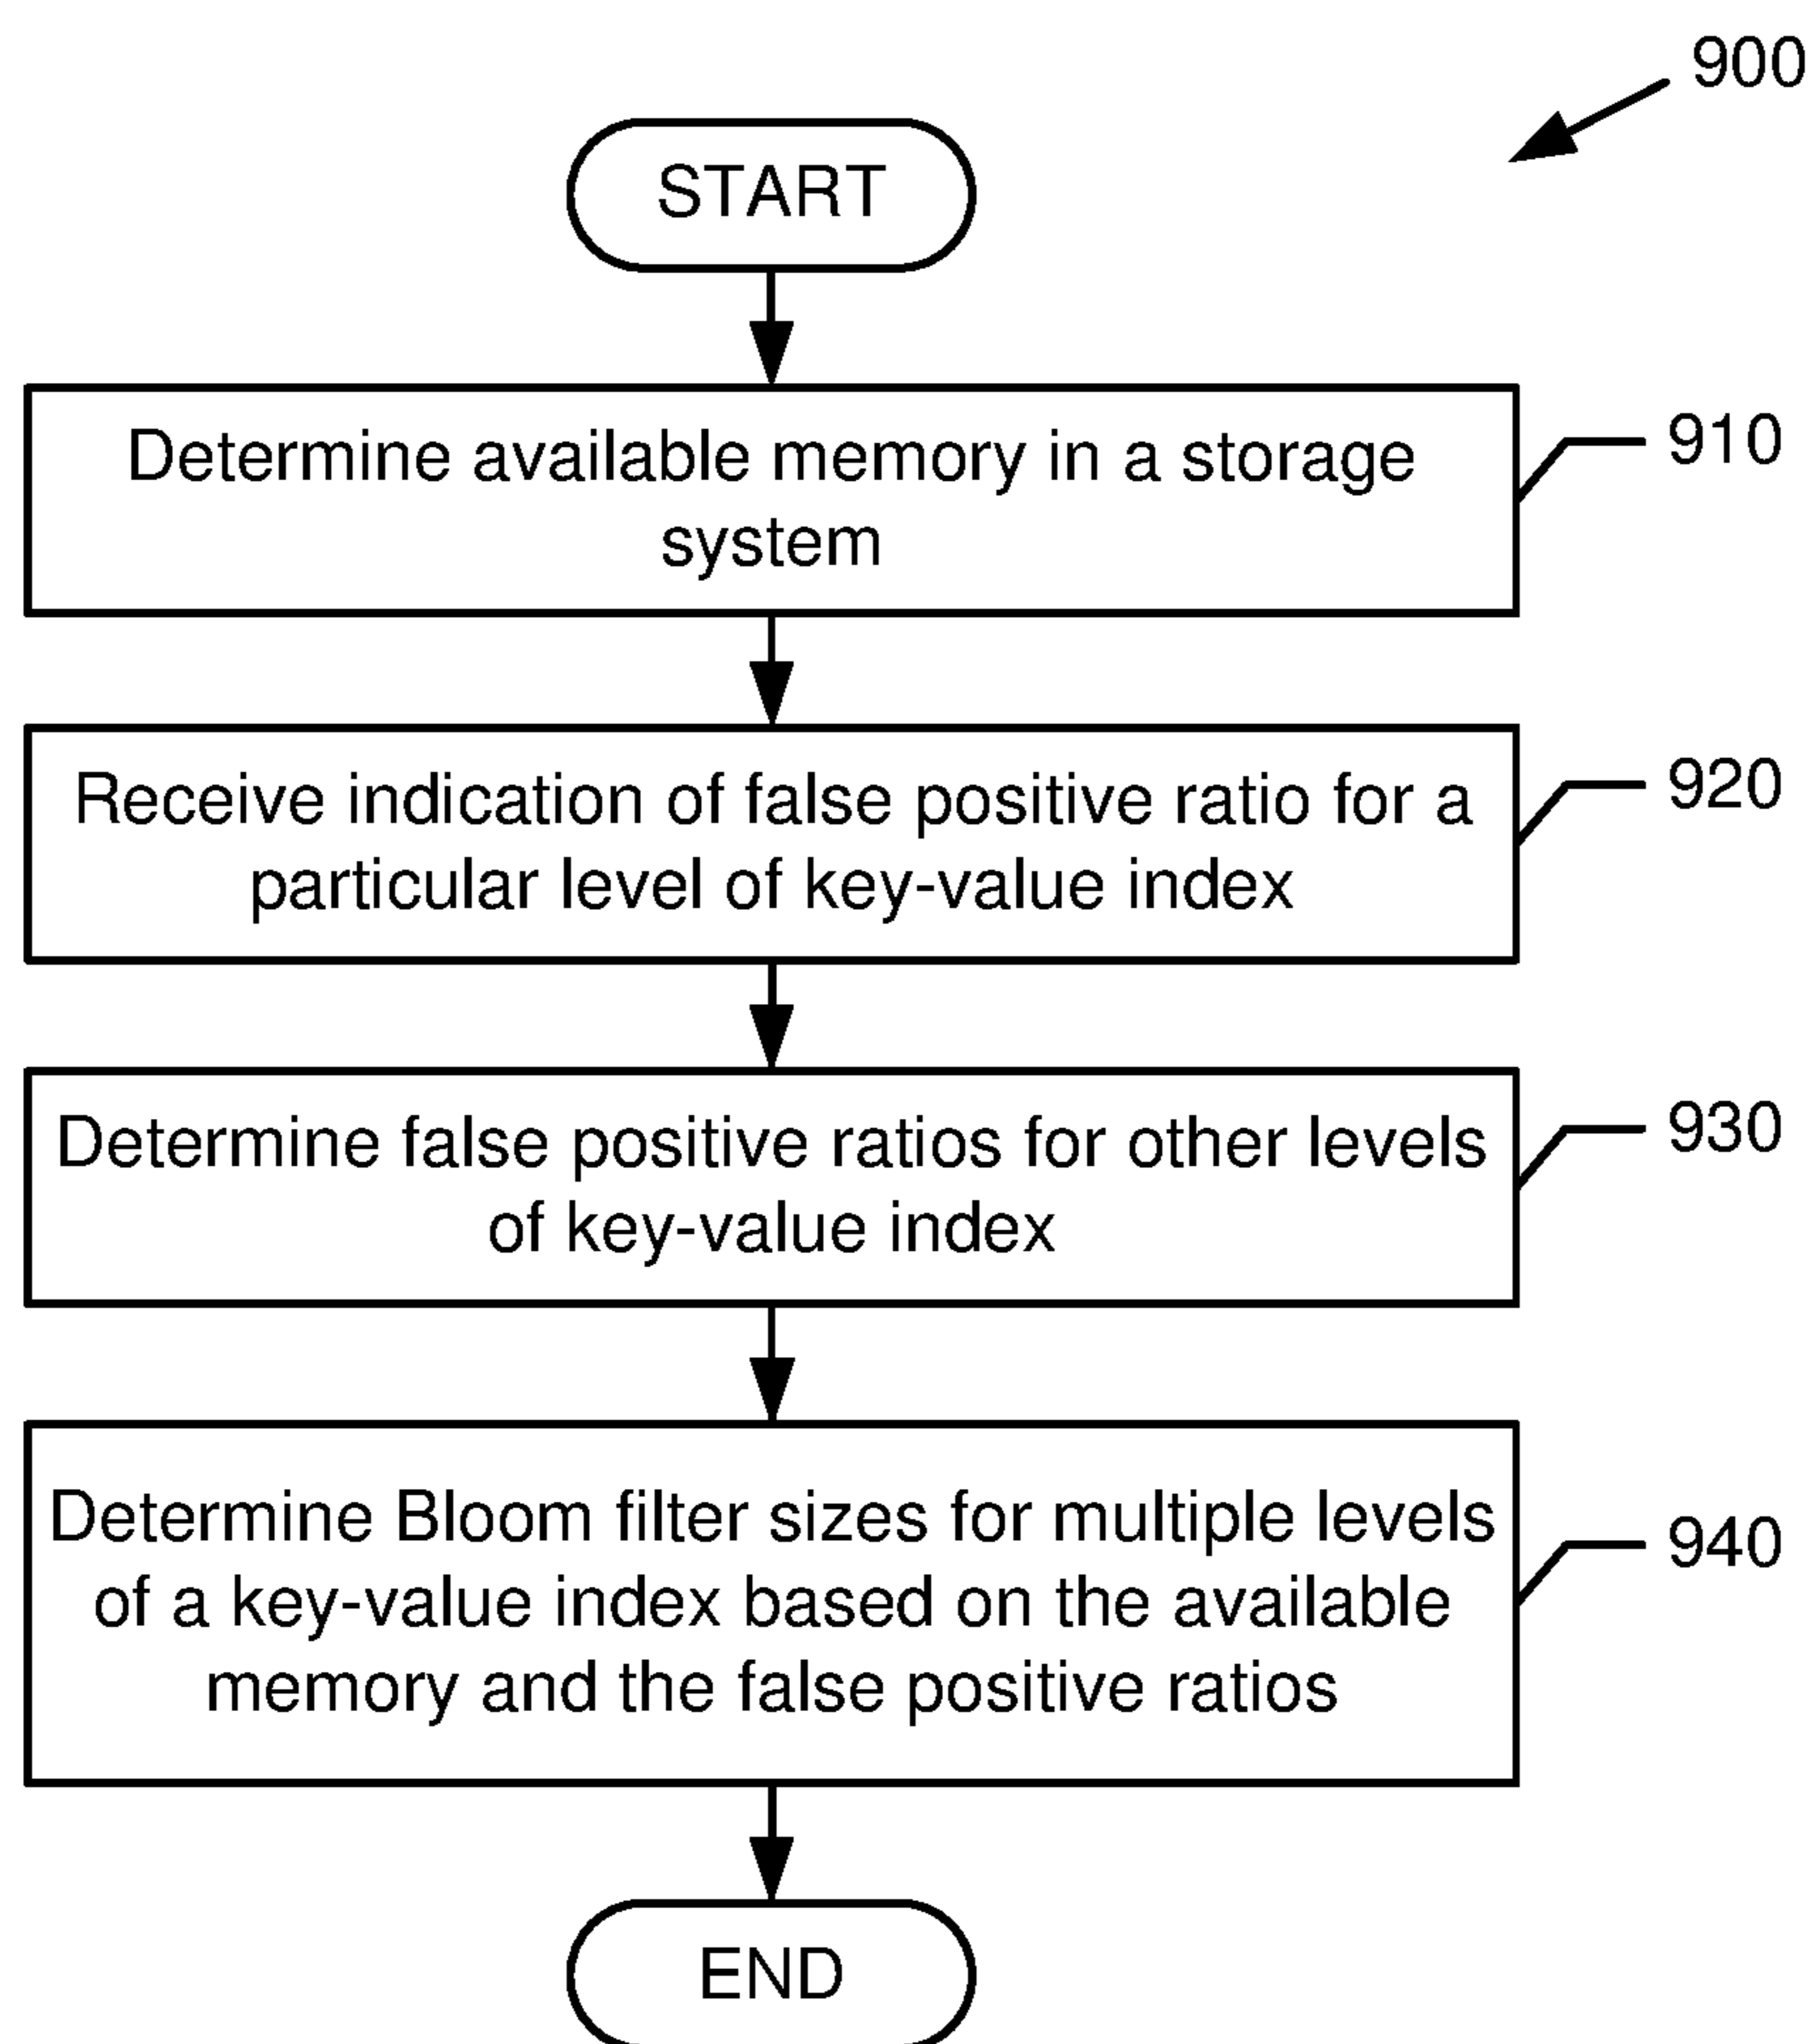 900
START
Determine available memory in a storage
system
910
Receive indication of false positive ratio for a
particular level of key-value index
920
Determine false positive ratios for other levels
of key-value index
930
Determine Bloom filter sizes for multiple levels
of a key-value index based on the available
memory and the false positive ratios
940
END